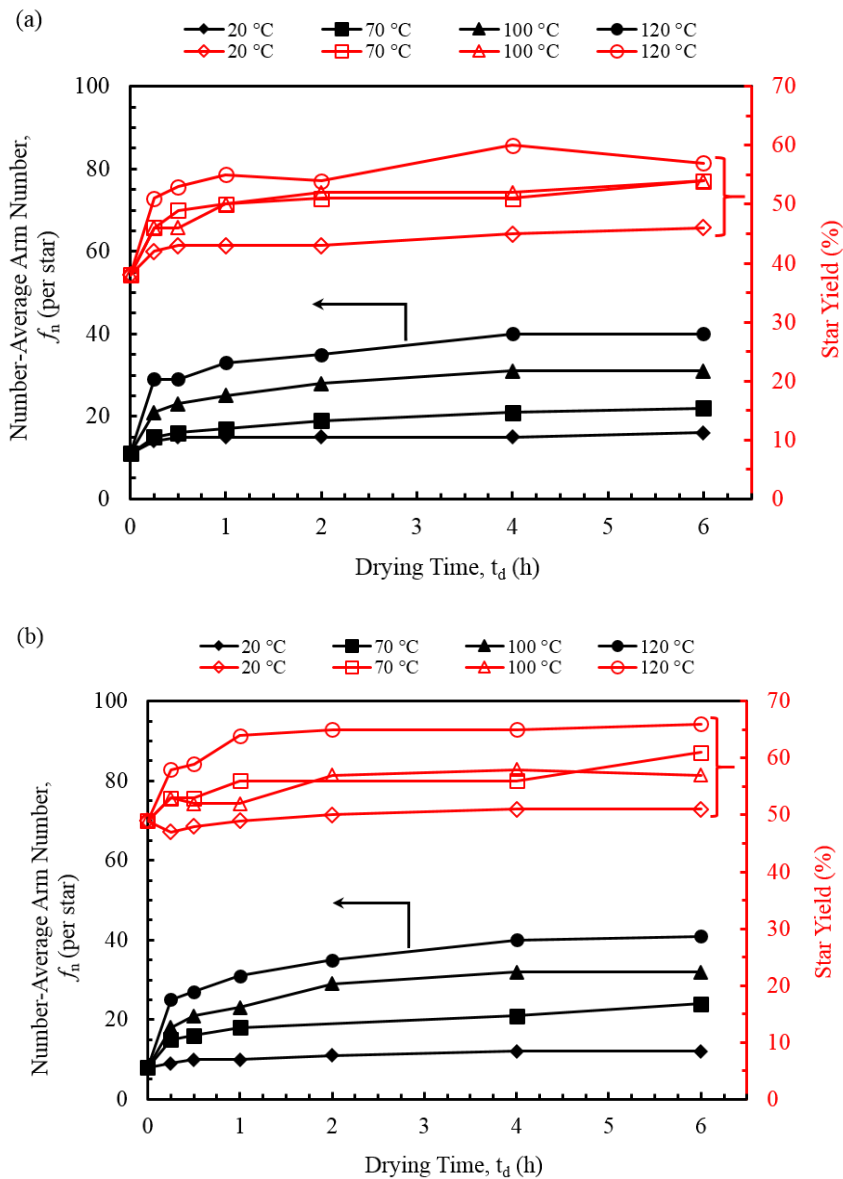 (a)
20 °C 70 °C 100 °C 120 °C
20 °C 70 °C 100 °C 120 °C
100
80
60
40
20
0
Number-Average Arm Number,
fn (per star)
70
60
50
40
30
20
10
0
Star Yield (%)
0 1 2 3 4 5 6
Drying Time, td (h)
(b)
20 °C 70 °C 100 °C 120 °C
20 °C 70 °C 100 °C 120 °C
100
80
60
40
20
0
Number-Average Arm Number,
fn (per star)
70
60
50
40
30
20
10
0
Star Yield (%)
0 1 2 3 4 5 6
Drying Time, td (h)